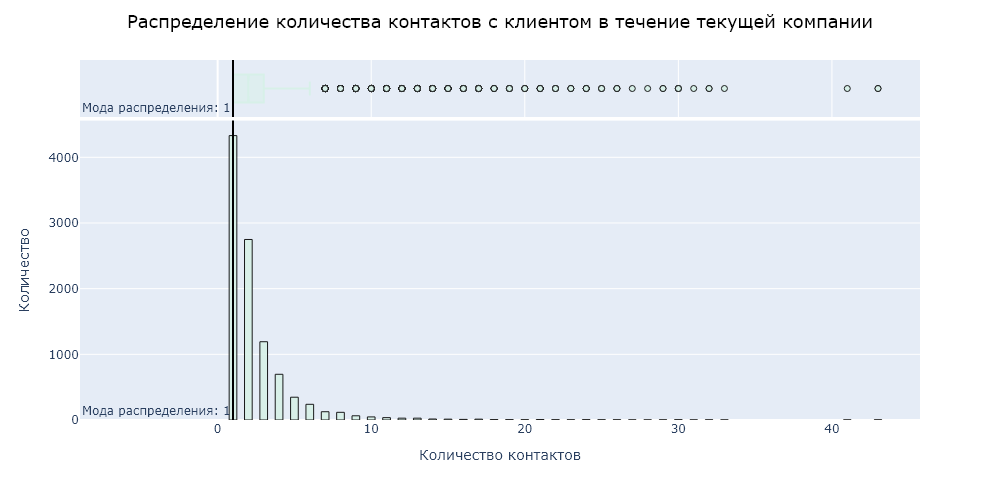 Распределение количества контактов с клиентом в течение текущей компании
Мода распределения: 1
4000
3000
2000
1000
0
Количество
Мода распределения: 1
0 10 20 30 40
Количество контактов